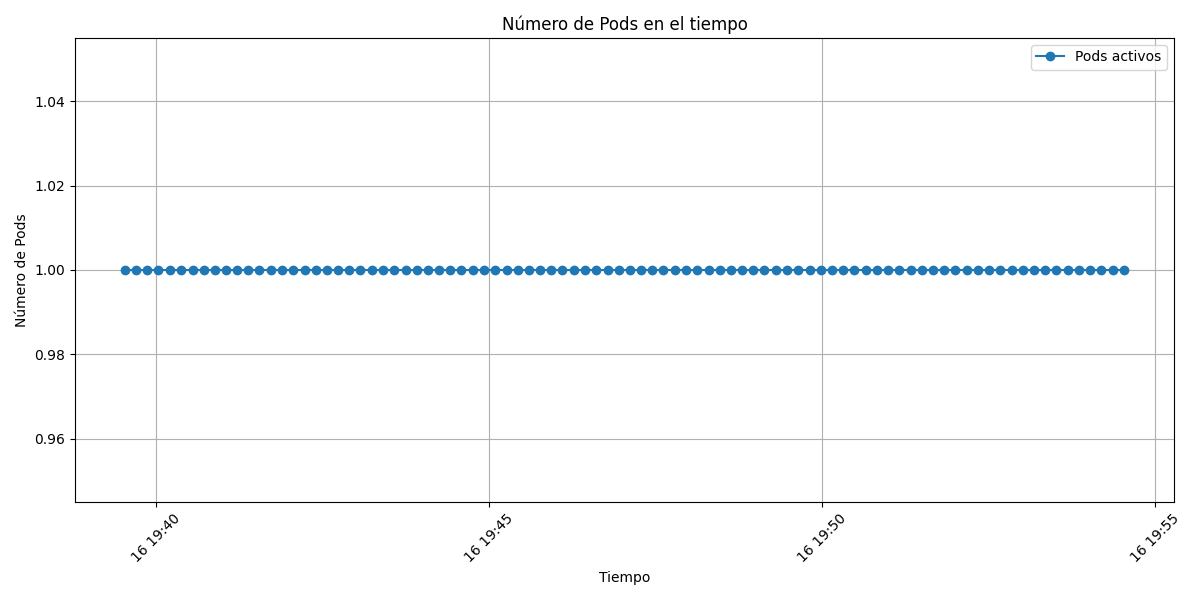 Número de Pods en el tiempo
Pods activos
1.04
1.02
1.00
0.98
0.96
Número de Pods
16 19:40
16 19:45
16 19:50
16 19:55
Tiempo